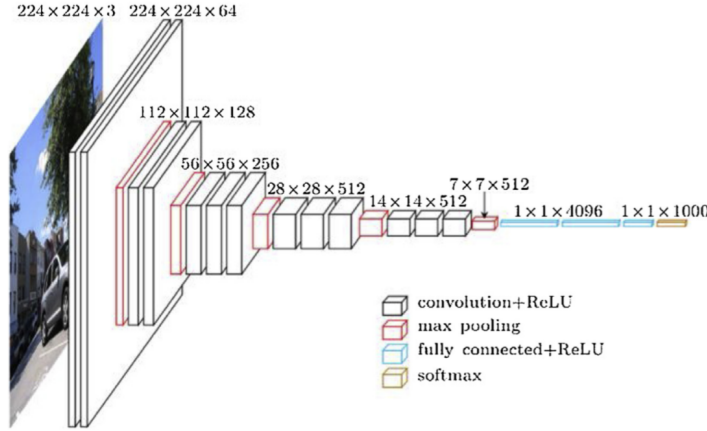 224×224×3
224×224×64
112×112×128
56×56×256
28×28×512
14×14×512
7×7×512
1×1×4096
1×1×1000
convolution+ReLU
max pooling
fully connected+ReLU
softmax